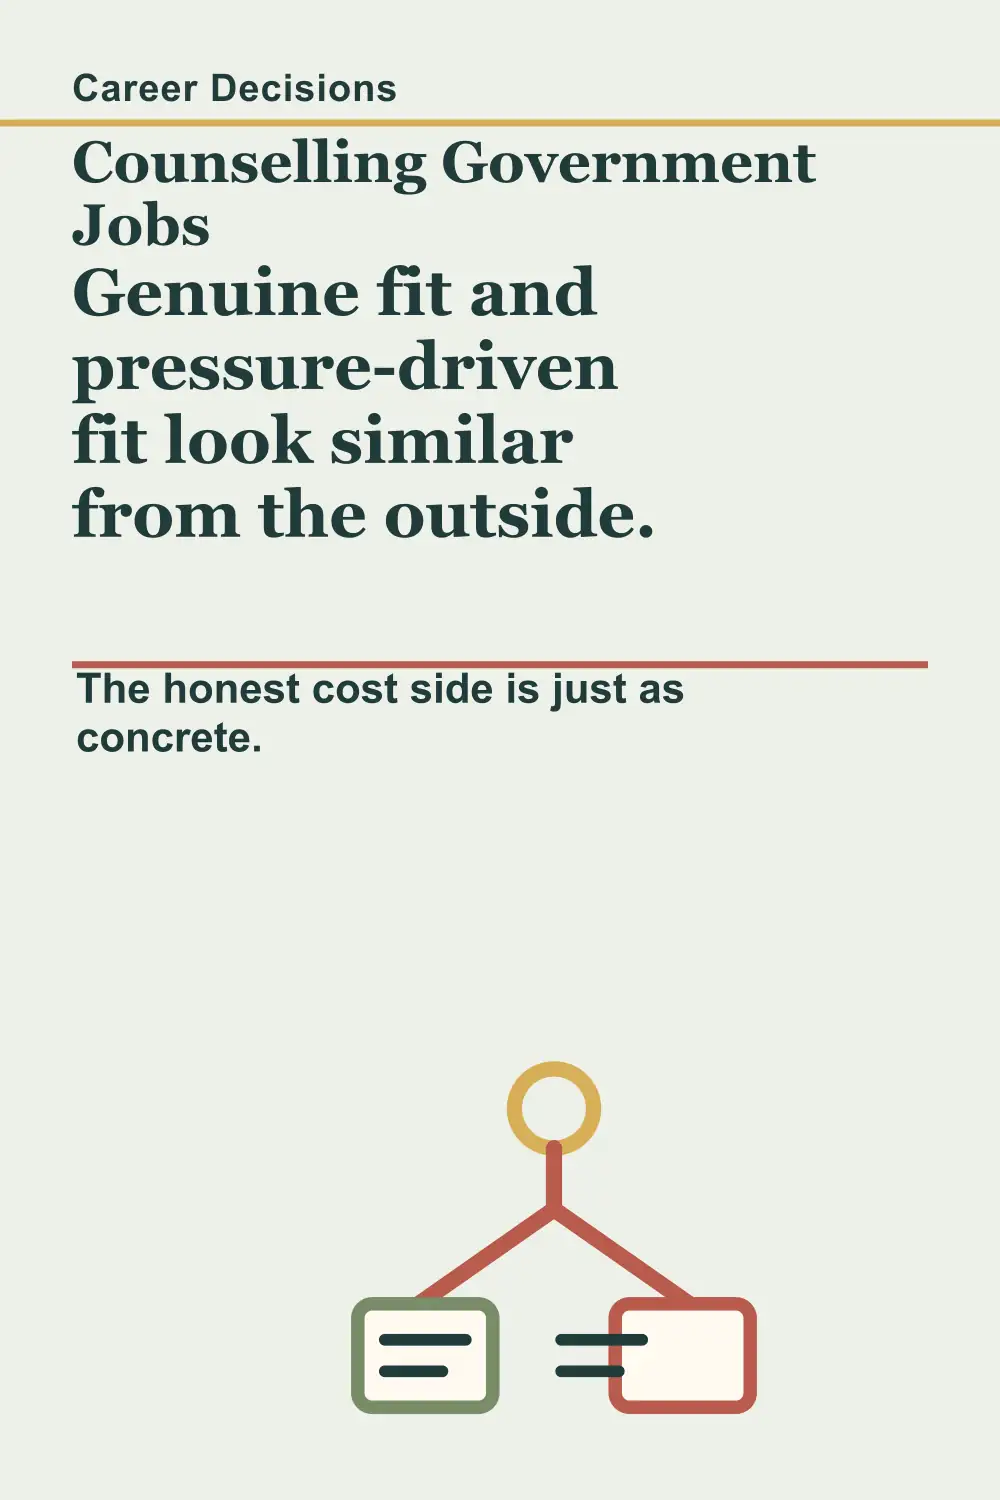 Career Decisions
Counselling Government
Jobs
Genuine fit and
pressure-driven
fit look similar
from the outside.
The honest cost side is just as
concrete.